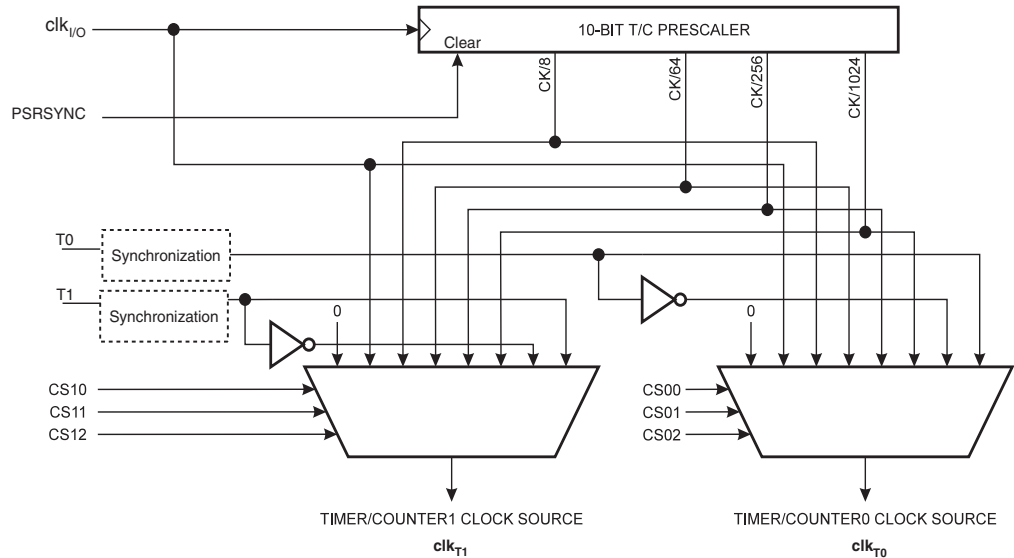 clkI/O
10-BIT T/C PRESCALER
Clear
PSRSYNC
CK/8
CK/64
CK/256
CK/1024
T0
Synchronization
T1
Synchronization
0
0
CS10
CS11
CS12
CS00
CS01
CS02
TIMER/COUNTER1 CLOCK SOURCE
clkT1
TIMER/COUNTER0 CLOCK SOURCE
clkT0